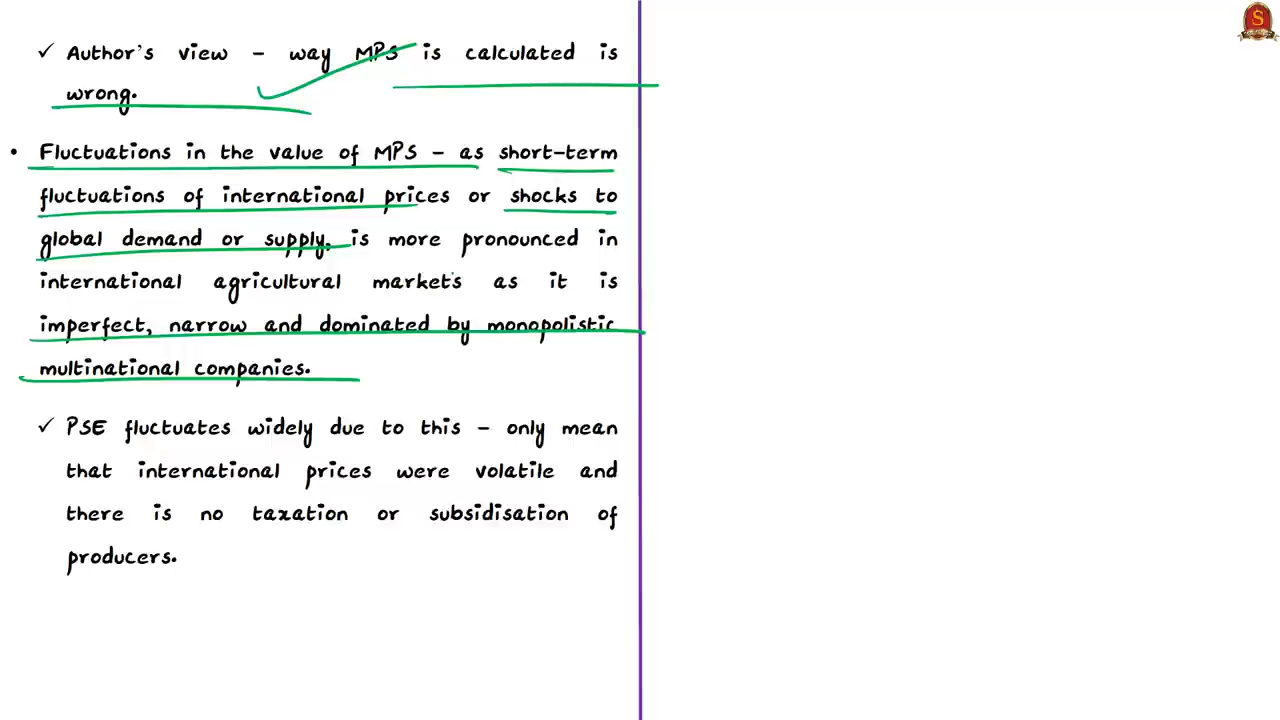 ✓ Author's view – way MPS is calculated is
wrong.
• Fluctuations in the value of MPS – as short-term
fluctuations of international prices or shocks to
global demand or supply, is more pronounced in
international agricultural markets as it is
imperfect, narrow and dominated by monopolistic
multinational companies.
✓ PSE fluctuates widely due to this – only mean
that international prices were volatile and
there is no taxation or subsidisation of
producers.
S